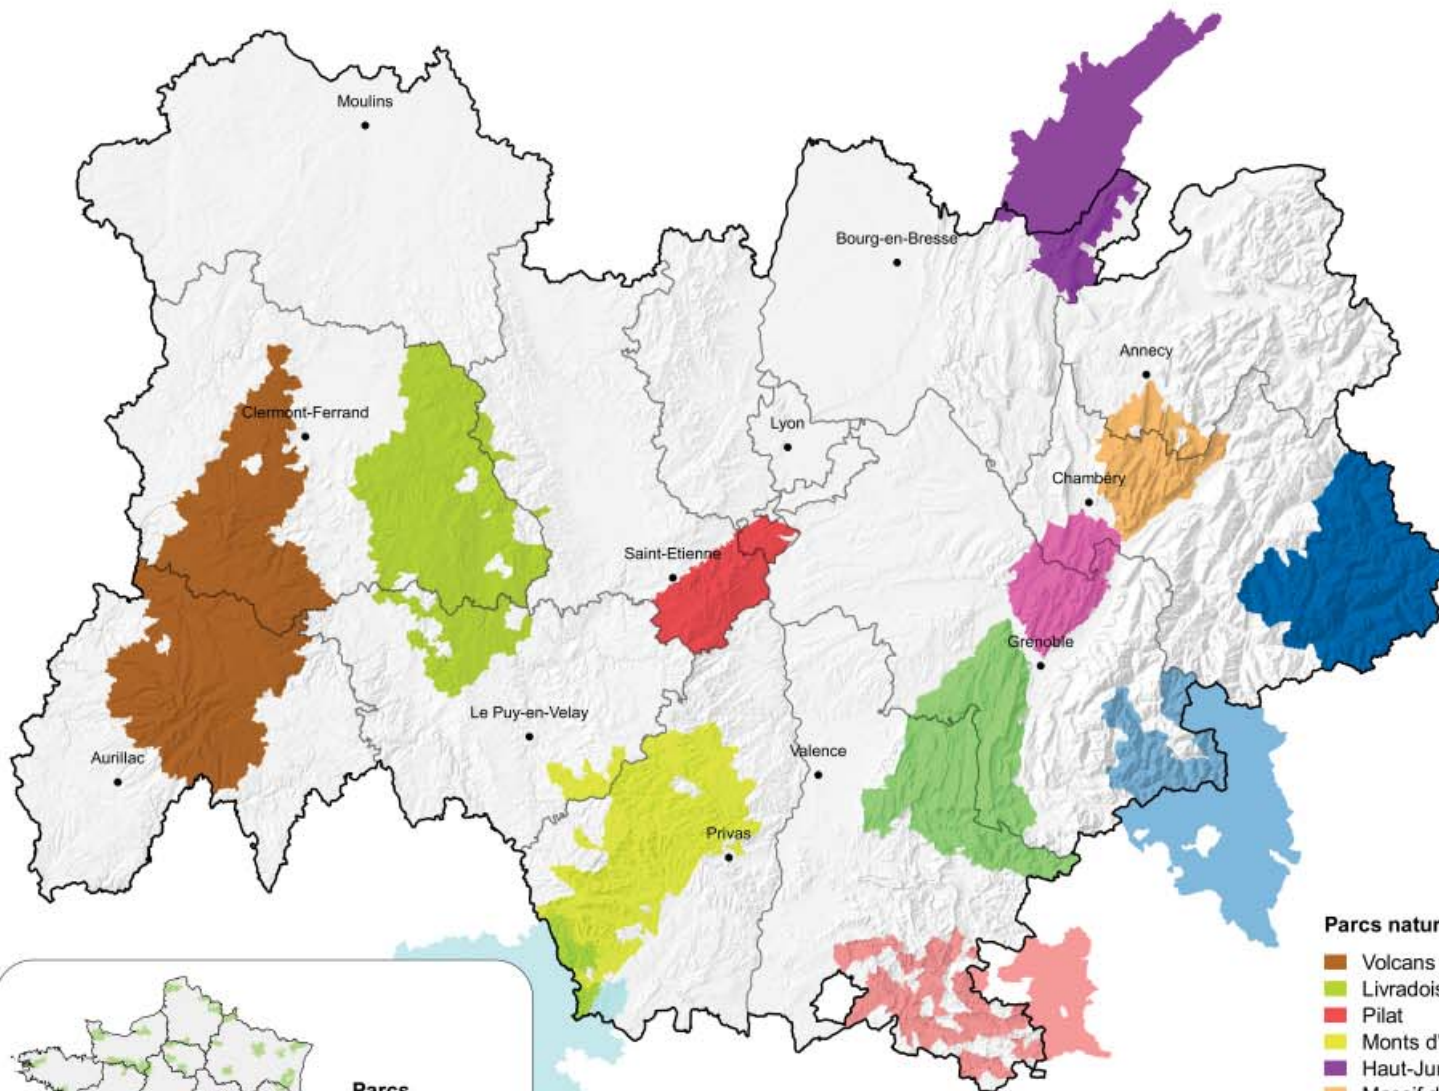 Moulins
Bourg-en-Bresse
Annecy
Clermont-Ferrand
Lyon
Chambéry
Saint-Etienne
Grenoble
Le Puy-en-Velay
Valence
Aurillac
Privas
Parcs natur
Volcans
Livradois
Pilat
Monts d'
Haut-Jur
Parcs